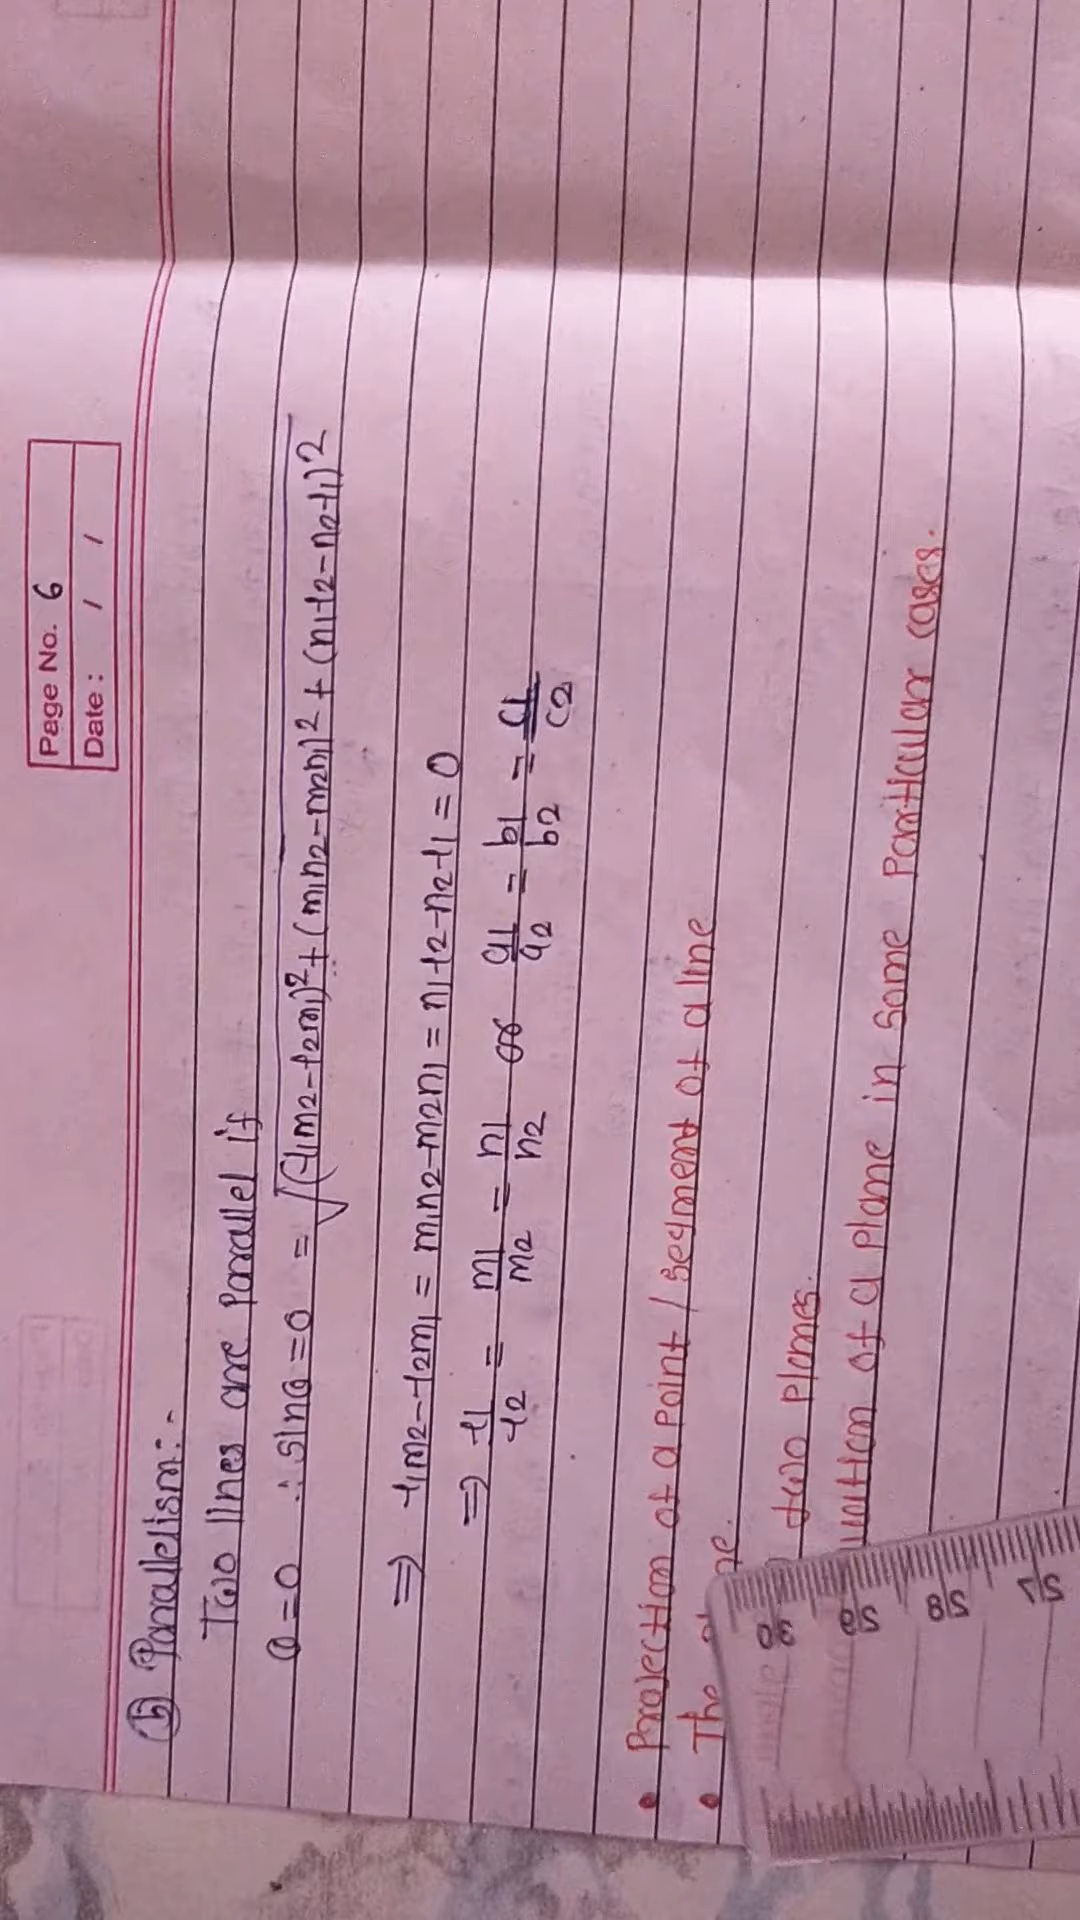 Page No. 6
Date : / /
(b) Parallelism:-
Two lines are Parallel if
θ=0 ∴ sinθ=0 = √(l1m2-l2m1)²+(m1n2-m2n1)²+(n1l2-n2l1)²
⇒ l1m2-l2m1 = m1n2-m2n1 = n1l2-n2l1 = 0
⇒ l1/l2 = m1/m2 = n1/n2 or a1/a2 = b1/b2 = c1/c2
• Projection of a point / segment of a line
• The
two Planes.
of a plane in some Particular cases.
30 29 28 27